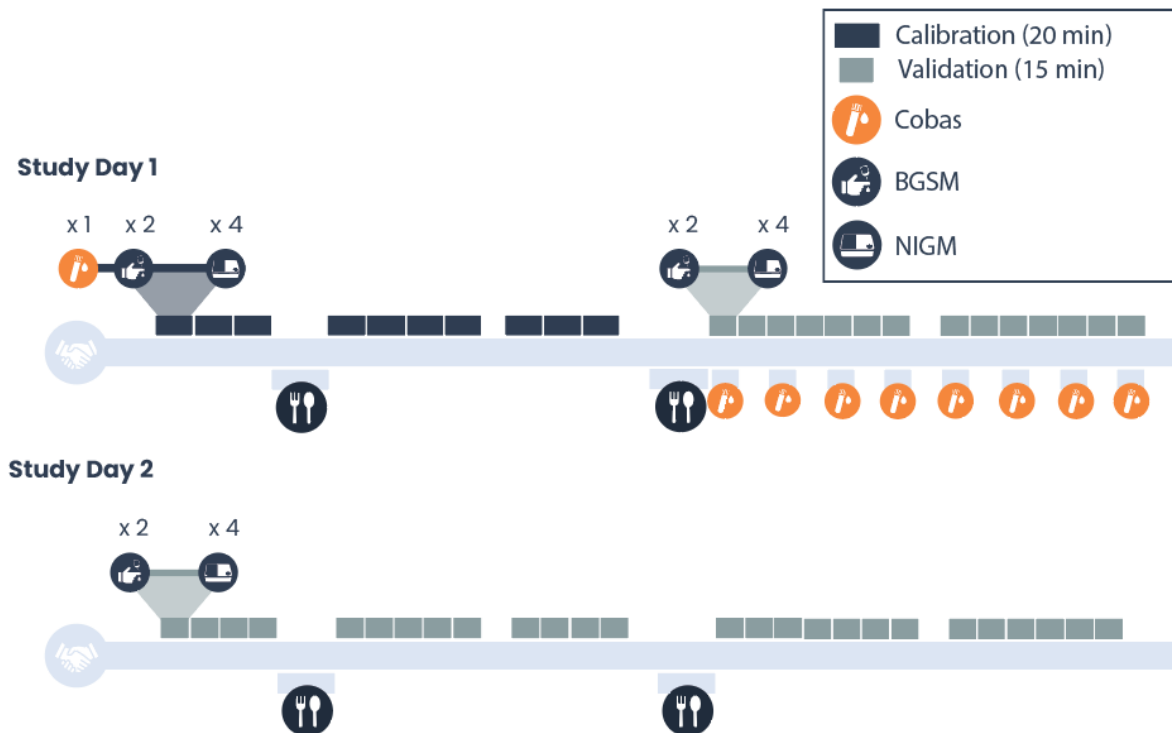 Calibration (20 min)
Validation (15 min)
Cobas
BGSM
NIGM
Study Day 1
x 1 x 2 x 4
x 2 x 4
Study Day 2
x 2 x 4